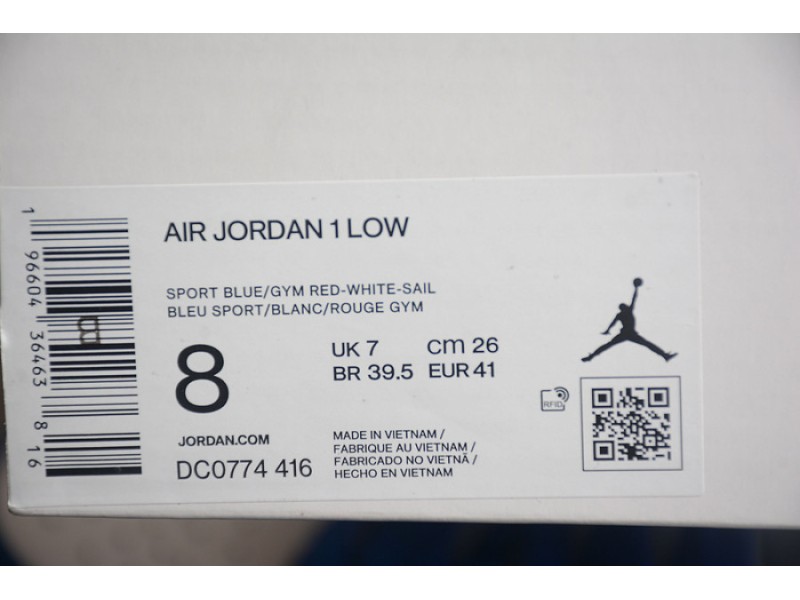 AIR JORDAN 1 LOW
SPORT BLUE/GYM RED-WHITE-SAIL
BLEU SPORT/BLANC/ROUGE GYM
8
UK 7 cm 26
BR 39.5 EUR 41
JORDAN.COM
DC0774 416
MADE IN VIETNAM /
FABRIQUE AU VIETNAM /
FABRICADO NO VIETNÃ /
HECHO EN VIETNAM
RFID
1 96604 36463 8 16